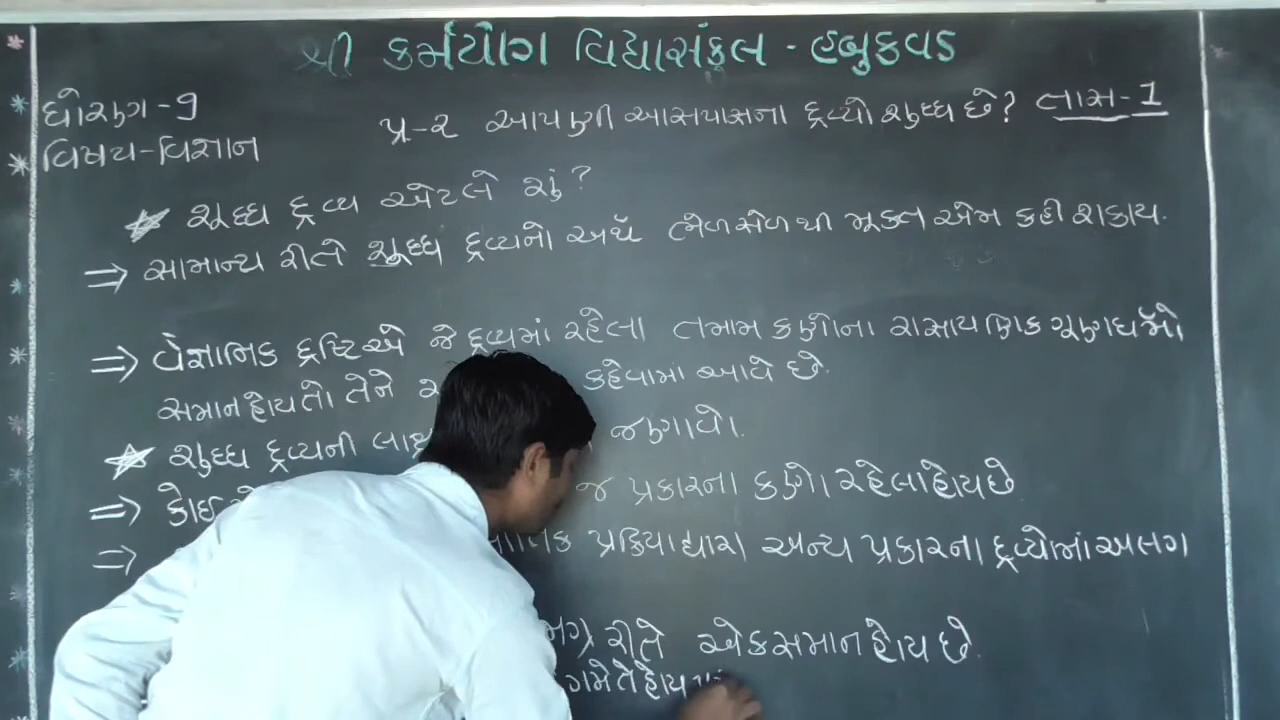 શ્રી કર્મયોગ વિદ્યાસંકુલ - હબુકવડ
ધોરણ-9
પ્ર-૨ આપણી આસપાસના દ્રવ્યો શુધ્ધ છે? તાસ-1
વિષય-વિજ્ઞાન
શુધ્ધ દ્રવ્ય એટલે શું?
⇒ સામાન્ય રીતે શુધ્ધ દ્રવ્યનો અર્થ ભેળસેળથી મૂક્ત એમ કહી શકાય.
⇒ વૈજ્ઞાનિક દ્રષ્ટિએ જે દ્રવ્યમાં રહેલા તમામ કણોના રાસાયણિક ગુણધર્મો
સમાન હોય તો તેને કહેવામાં આવે છે.
શુધ્ધ દ્રવ્યની જણાવો.
⇒ જ પ્રકારના કણો રહેલા હોય છે
⇒ પ્રક્રિયા દ્વારા અન્ય પ્રકારના દ્રવ્યોમાં અલગ
રીતે એકસમાન હોય છે.
ગમે તે હોય